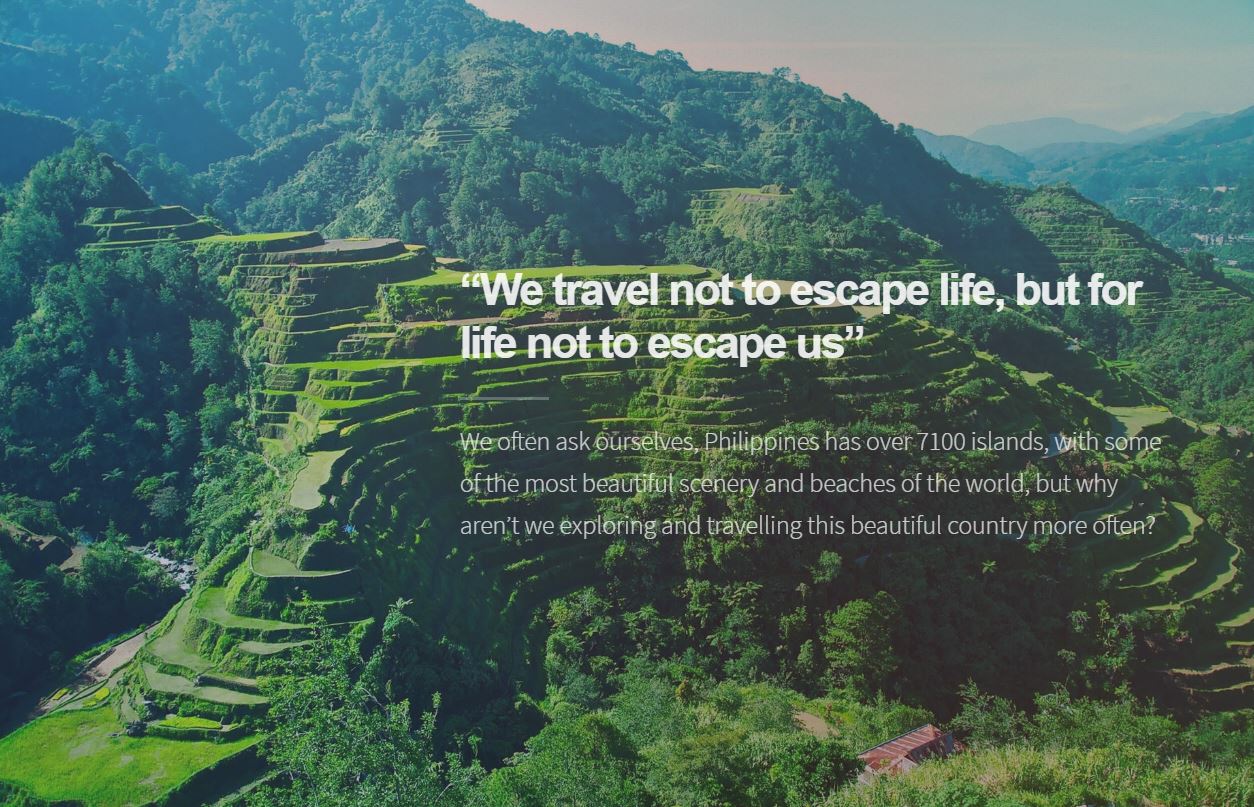 “We travel not to escape life, but for
life not to escape us”
We often ask ourselves, Philippines has over 7100 islands, with some
of the most beautiful scenery and beaches of the world, but why
aren’t we exploring and travelling this beautiful country more often?